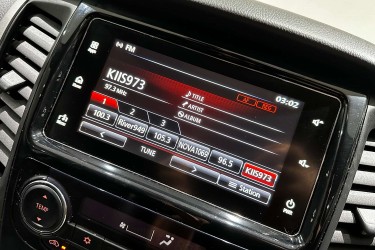 FM
03:02
KIIS973
97.3 MHz
TITLE
ARTIST
ALBUM
1 2 3
100.3 River949 105.3 NOVA1069 96.5 KIIS973
< TUNE > Station
TEMP
POWER